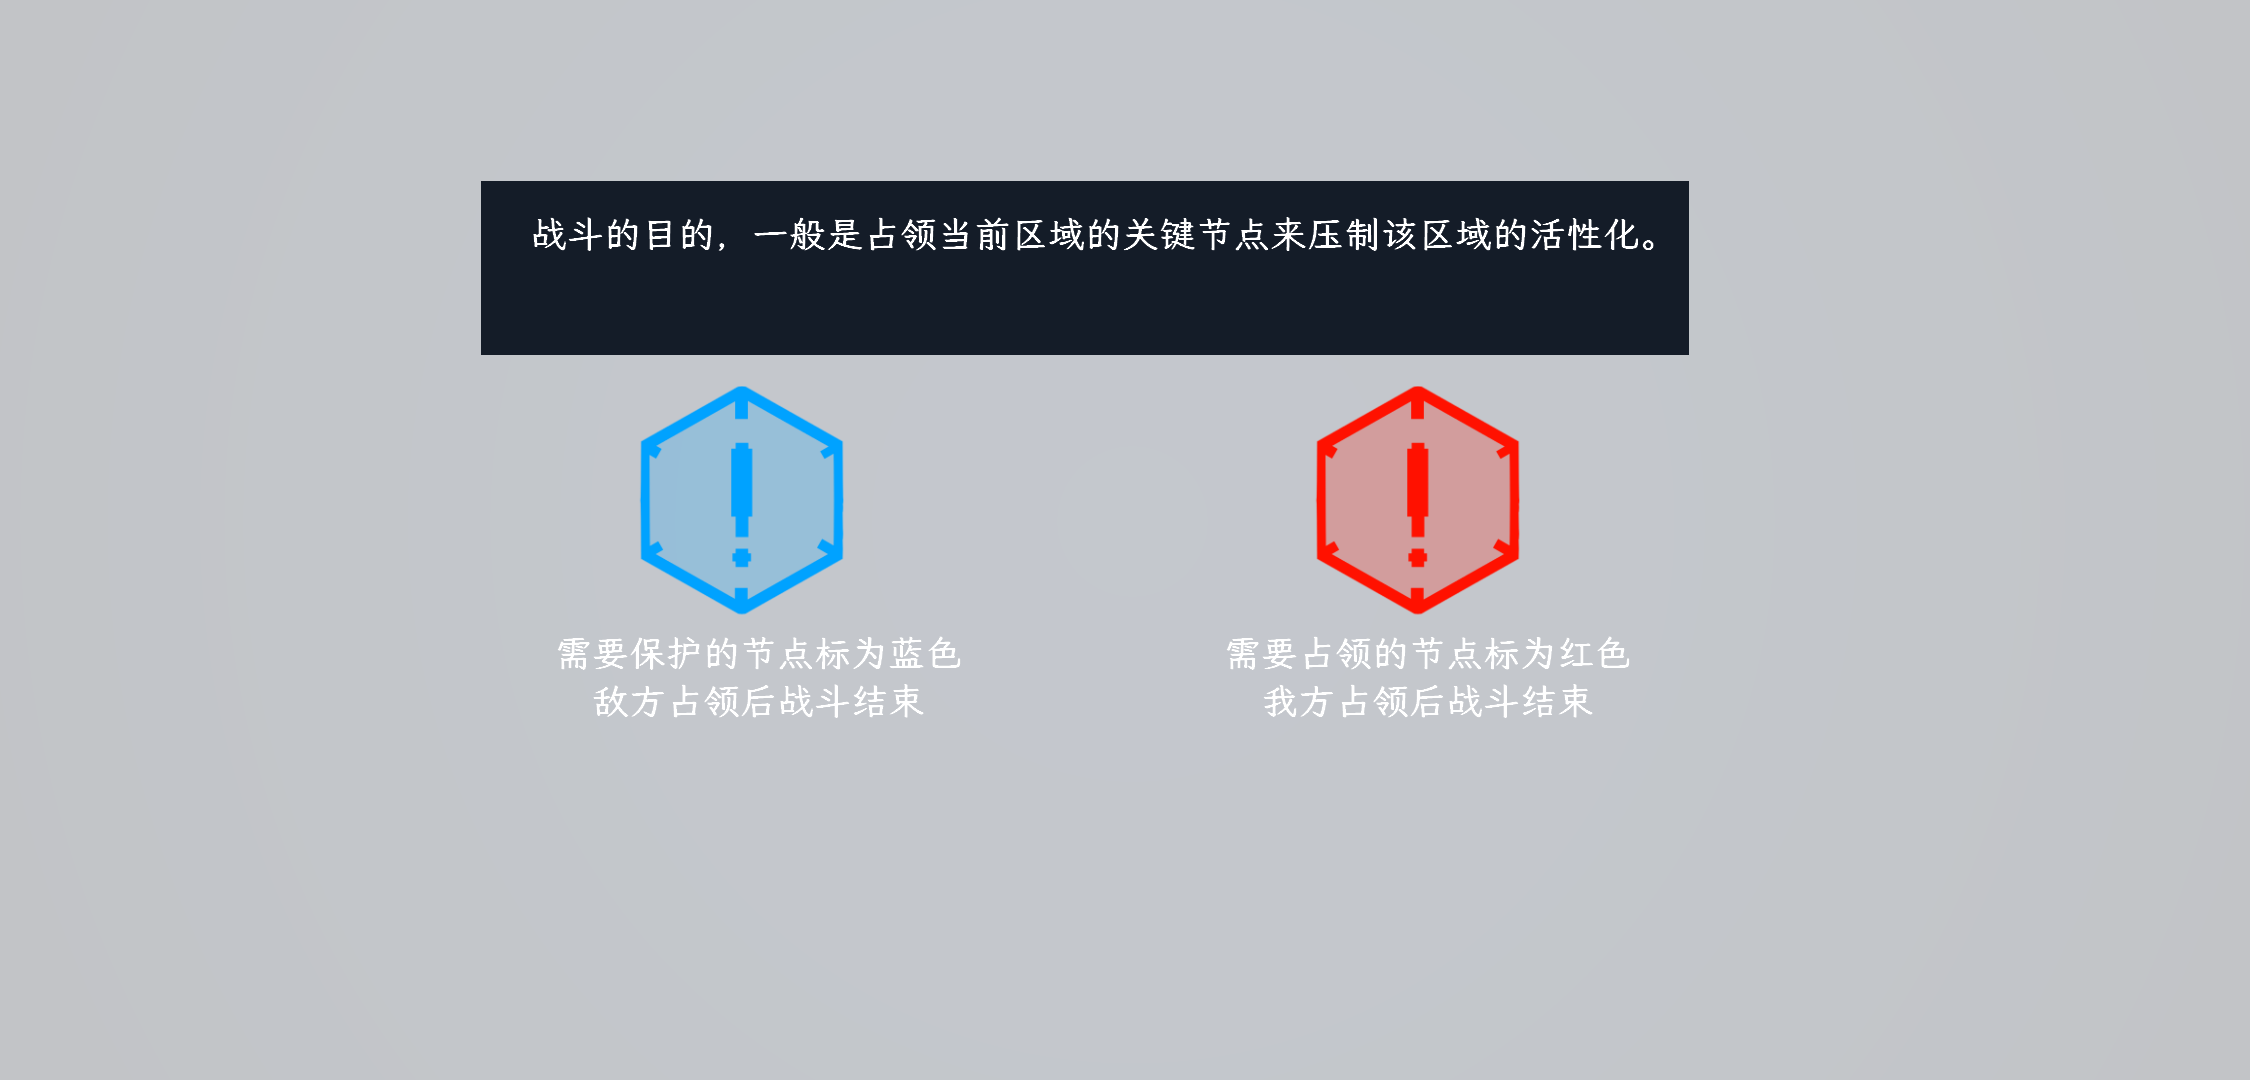 战斗的目的，一般是占领当前区域的关键节点来压制该区域的活性化。
需要保护的节点标为蓝色
敌方占领后战斗结束
需要占领的节点标为红色
我方占领后战斗结束